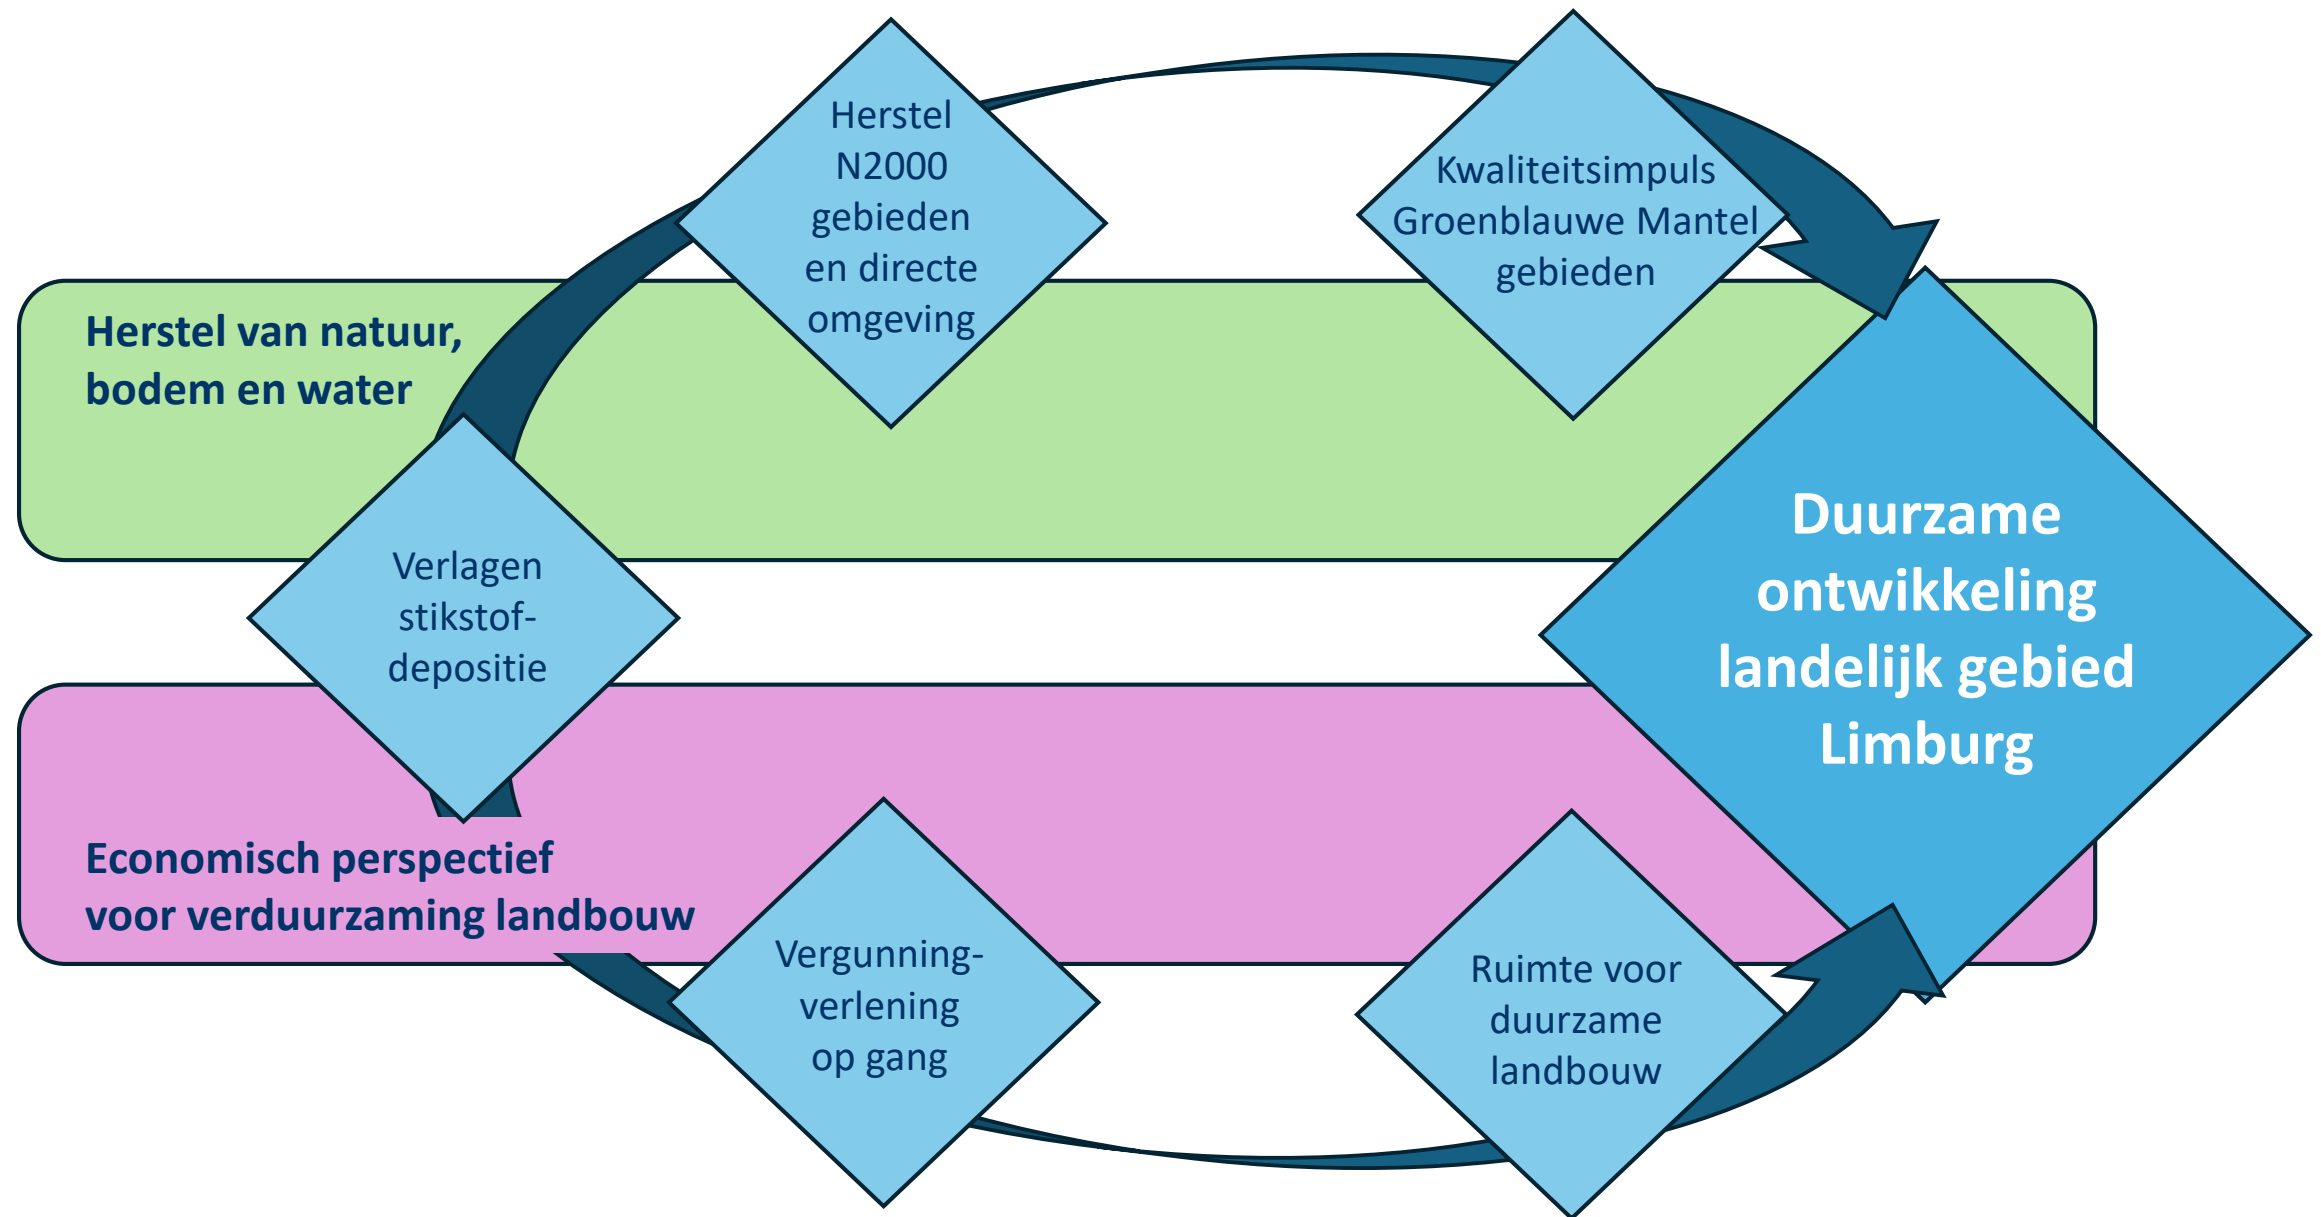 Herstel
N2000
gebieden
en directe
omgeving
Kwaliteitsimpuls
Groenblauwe Mantel
gebieden
Herstel van natuur,
bodem en water
Verlagen
stikstof-
depositie
Duurzame
ontwikkeling
landelijk gebied
Limburg
Economisch perspectief
voor verduurzaming landbouw
Vergunning-
verlening
op gang
Ruimte voor
duurzame
landbouw